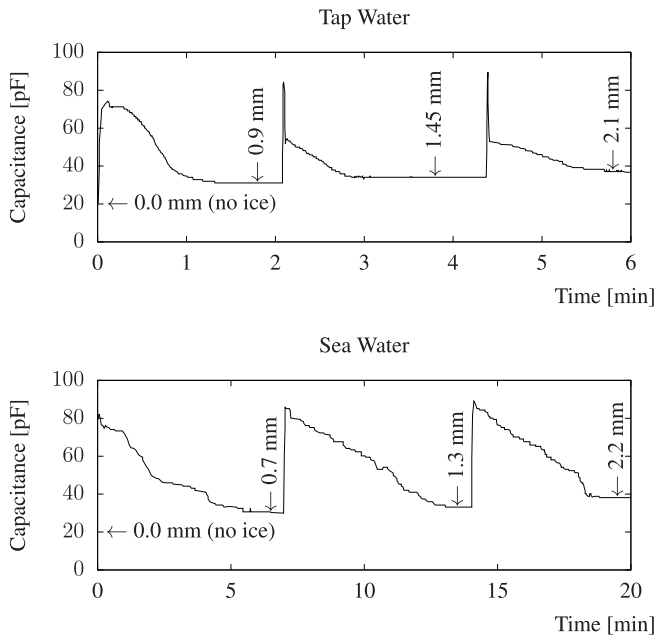 Tap Water
Capacitance [pF]
100
80
60
40
20
0
0.9 mm
1.45 mm
2.1 mm
← 0.0 mm (no ice)
0 1 2 3 4 5 6
Time [min]
Sea Water
Capacitance [pF]
100
80
60
40
20
0
0.7 mm
1.3 mm
2.2 mm
← 0.0 mm (no ice)
0 5 10 15 20
Time [min]